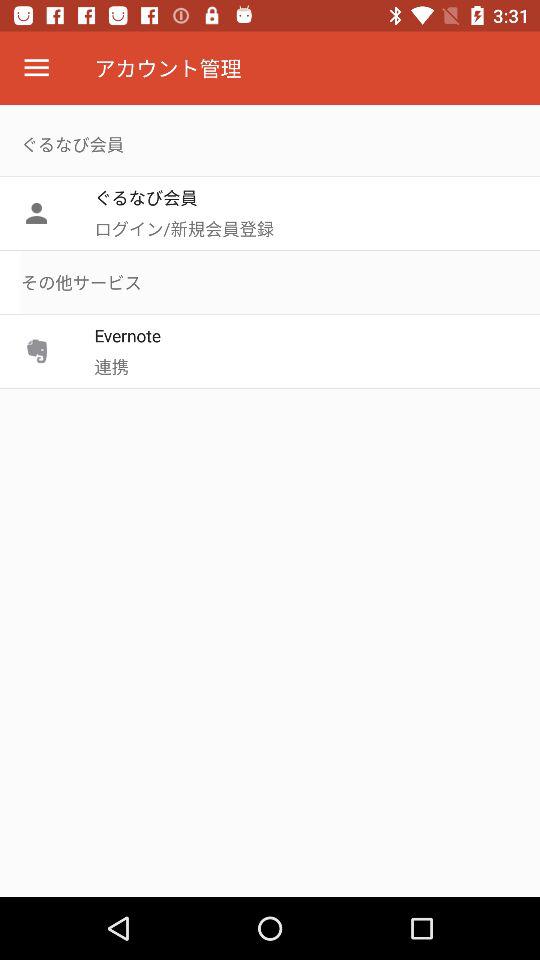 3:31
アカウント管理
ぐるなび会員
ぐるなび会員
ログイン/新規会員登録
その他サービス
Evernote
連携